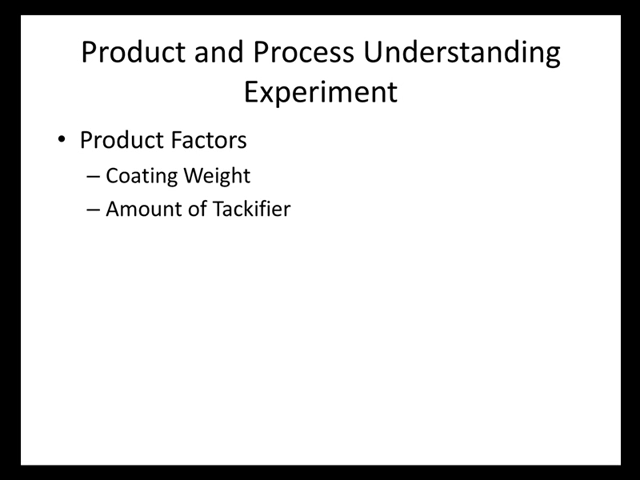 Product and Process Understanding
Experiment
• Product Factors
– Coating Weight
– Amount of Tackifier